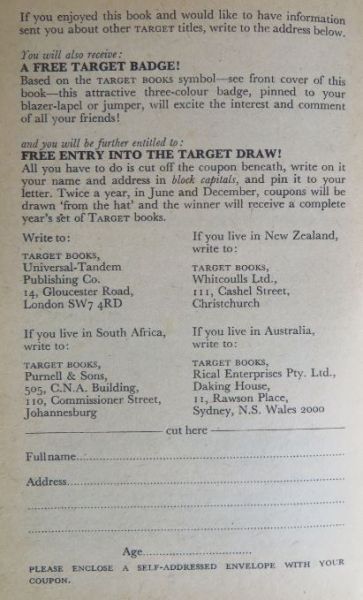 If you enjoyed this book and would like to have information
sent you about other TARGET titles, write to the address below.
You will also receive:
A FREE TARGET BADGE!
Based on the TARGET BOOKS symbol—see front cover of this
book—this attractive three-colour badge, pinned to your
blazer-lapel or jumper, will excite the interest and comment
of all your friends!
and you will be further entitled to:
FREE ENTRY INTO THE TARGET DRAW!
All you have to do is cut off the coupon beneath, write on it
your name and address in block capitals, and pin it to your
letter. Twice a year, in June and December, coupons will be
drawn ‘from the hat’ and the winner will receive a complete
year’s set of TARGET books.
Write to:
TARGET BOOKS,
Universal-Tandem
Publishing Co.
14, Gloucester Road,
London SW7 4RD
If you live in New Zealand,
write to:
TARGET BOOKS,
Whitcoulls Ltd.,
111, Cashel Street,
Christchurch
If you live in South Africa,
write to:
TARGET BOOKS,
Purnell & Sons,
505, C.N.A. Building,
110, Commissioner Street,
Johannesburg
If you live in Australia,
write to:
TARGET BOOKS,
Rical Enterprises Pty. Ltd.,
Daking House,
11, Rawson Place,
Sydney, N.S. Wales 2000
cut here
Full name
Address
Age
PLEASE ENCLOSE A SELF-ADDRESSED ENVELOPE WITH YOUR
COUPON.